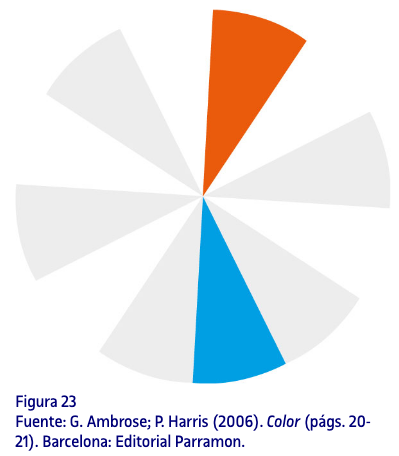 Figura 23
Fuente: G. Ambrose; P. Harris (2006). Color (págs. 20-
21). Barcelona: Editorial Parramon.